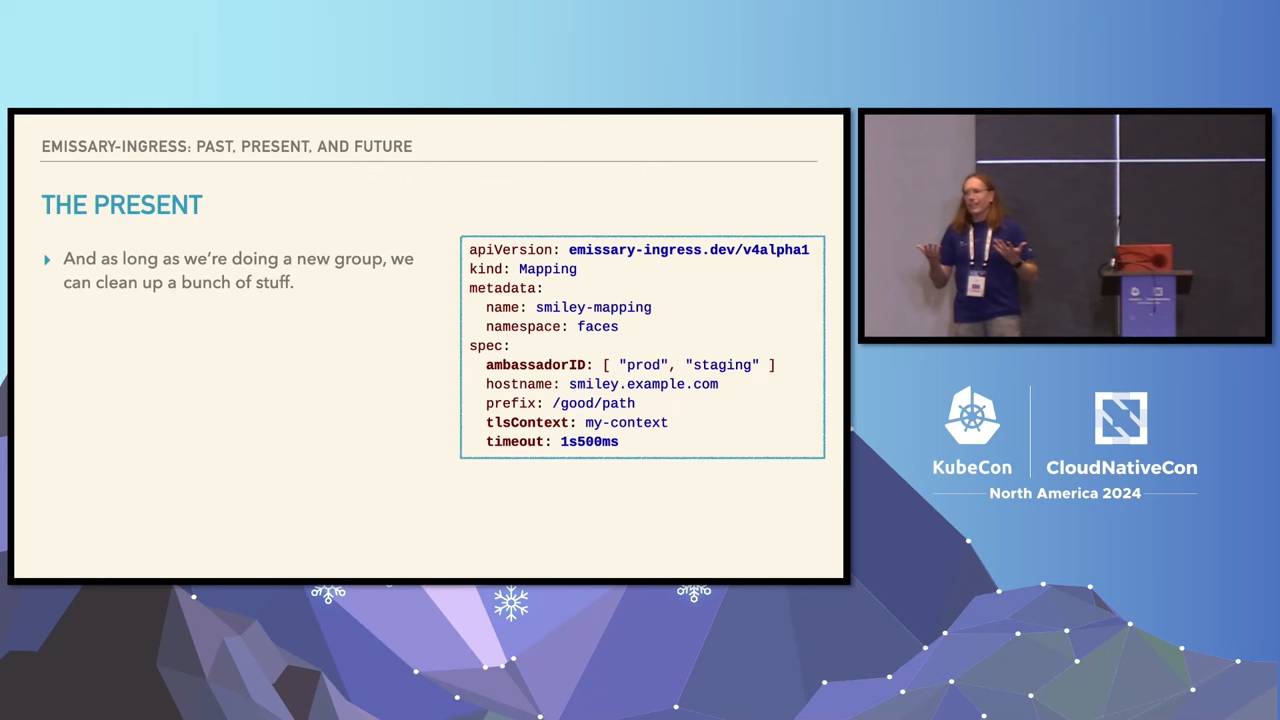 EMISSARY-INGRESS: PAST, PRESENT, AND FUTURE
THE PRESENT
And as long as we're doing a new group, we
can clean up a bunch of stuff.
apiVersion: emissary-ingress.dev/v4alpha1
kind: Mapping
metadata:
  name: smiley-mapping
  namespace: faces
spec:
  ambassadorID: [ "prod", "staging" ]
  hostname: smiley.example.com
  prefix: /good/path
  tlsContext: my-context
  timeout: 1s500ms
KubeCon
CloudNativeCon
North America 2024